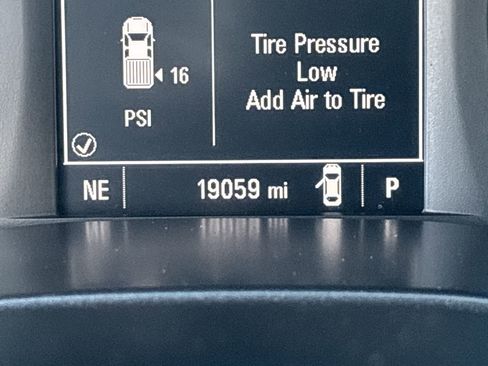 Tire Pressure
Low
Add Air to Tire
16
PSI
NE 19059 mi P